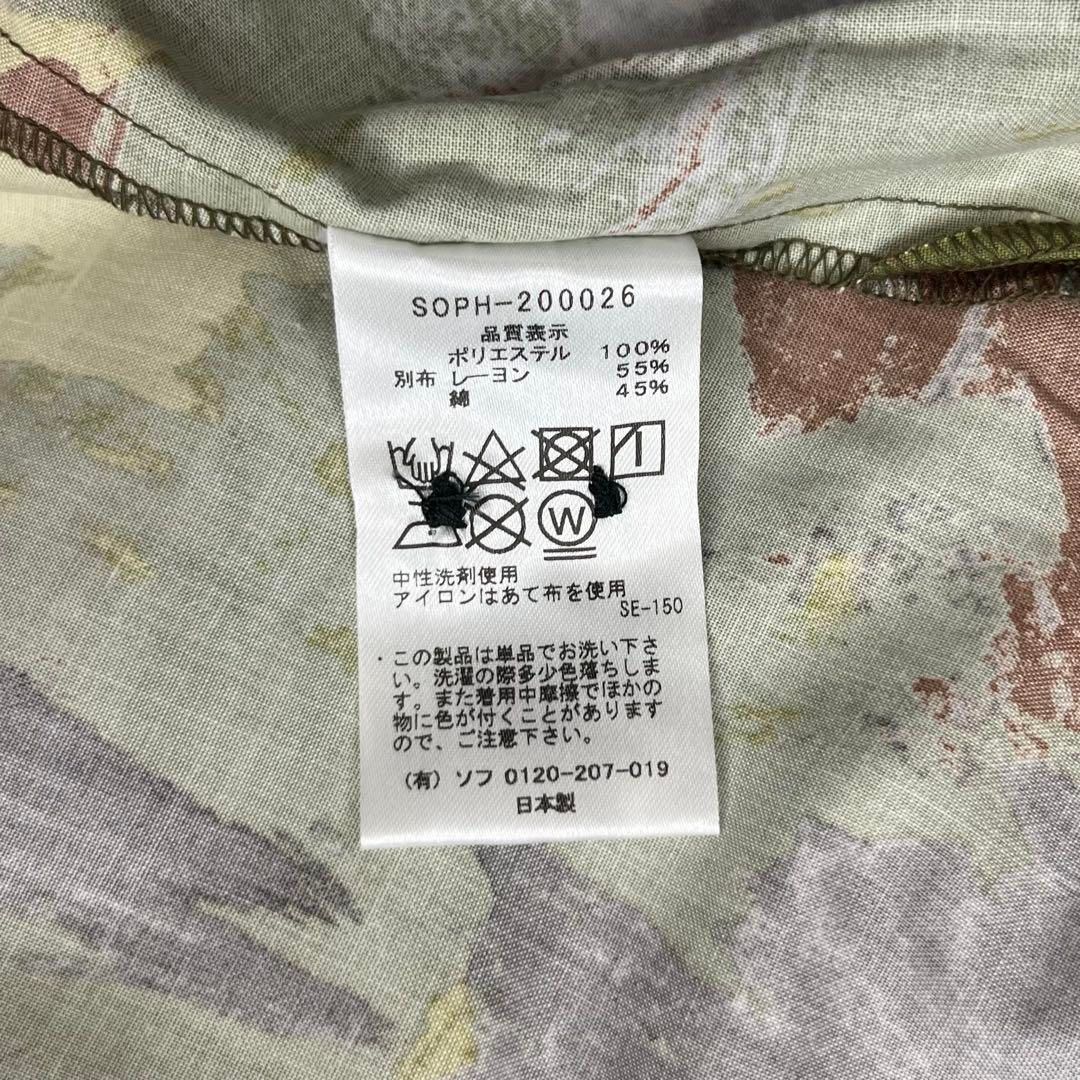 SOPH-200026
品質表示
ポリエステル 100%
別布 レーヨン 55%
綿 45%
W
中性洗剤使用
アイロンはあて布を使用
SE-150
・この製品は単品でお洗い下さ
い。洗濯の際多少色落ちしま
す。また着用中摩擦でほかの
物に色が付くことがあります
ので、ご注意下さい。
(有) ソフ 0120-207-019
日本製